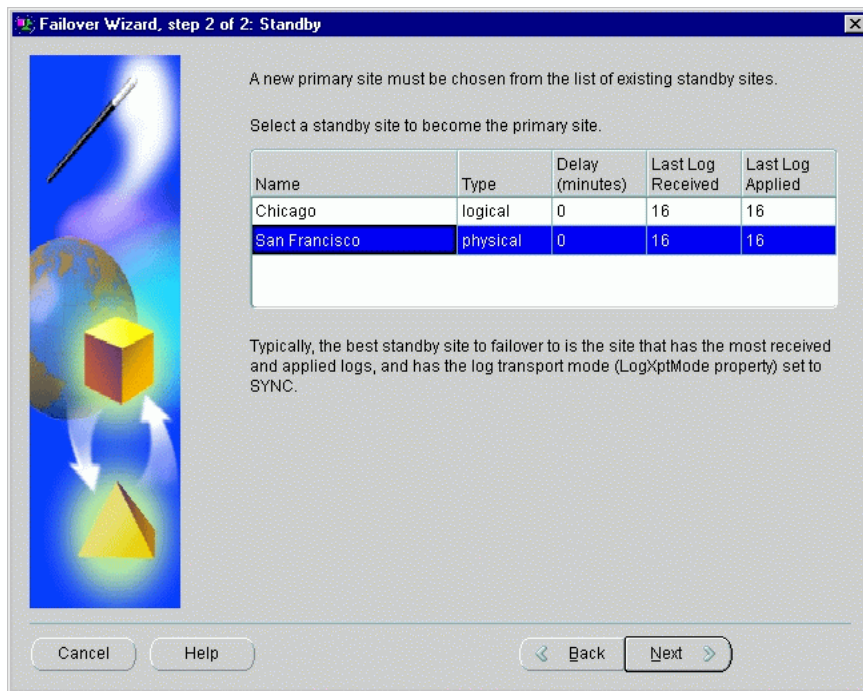 Failover Wizard, step 2 of 2: Standby
A new primary site must be chosen from the list of existing standby sites.
Select a standby site to become the primary site.
Name Type Delay (minutes) Last Log Received Last Log Applied
Chicago logical 0 16 16
San Francisco physical 0 16 16
Typically, the best standby site to failover to is the site that has the most received
and applied logs, and has the log transport mode (LogXptMode property) set to
SYNC.
Cancel Help Back Next